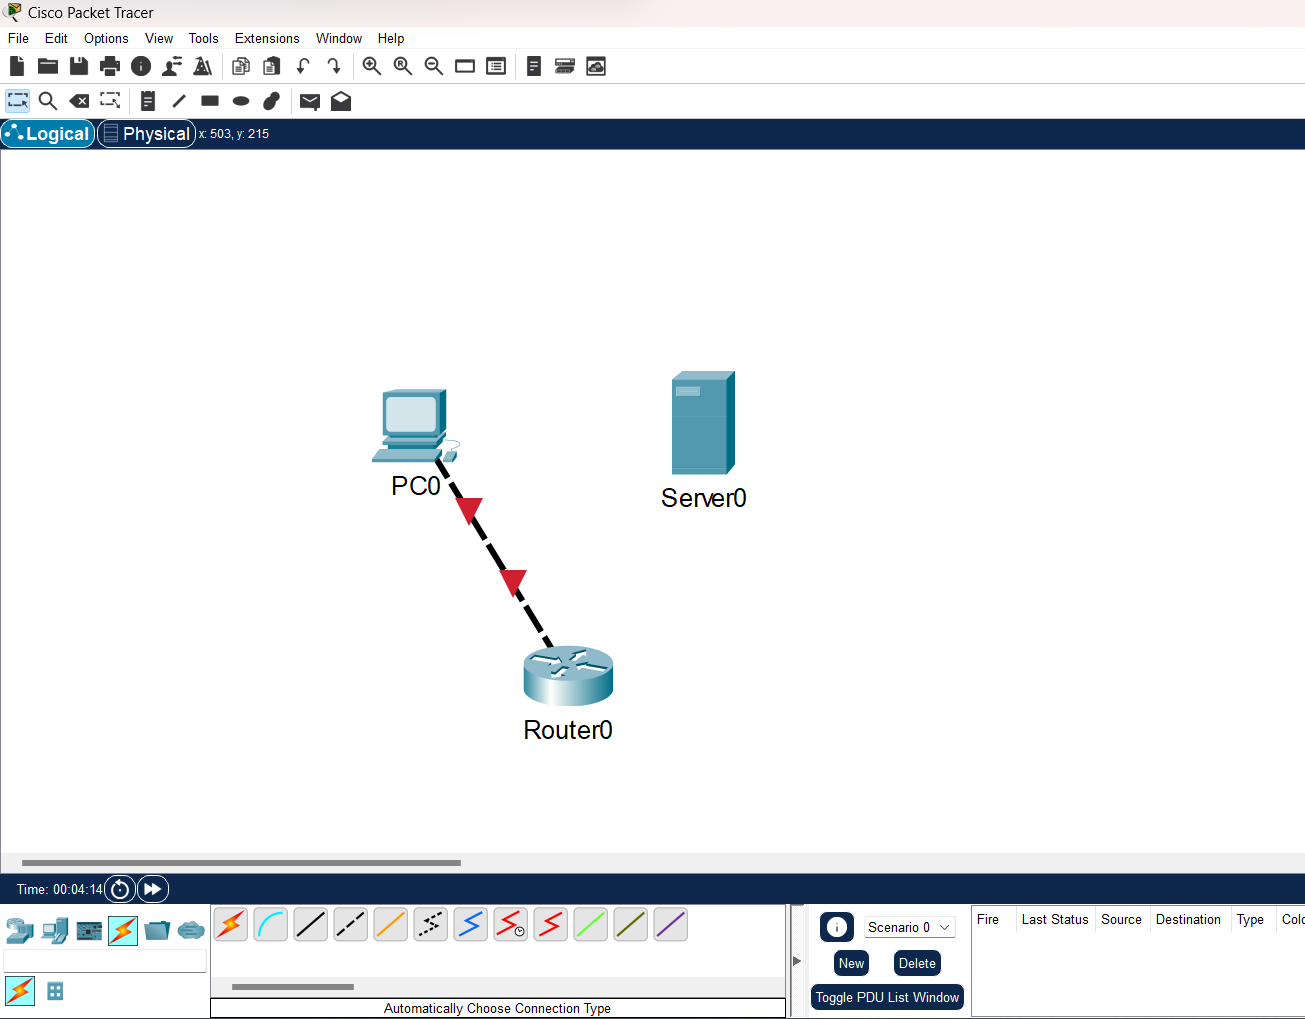 Cisco Packet Tracer
File Edit Options View Tools Extensions Window Help
R
Logical Physical x: 503, y: 215
PC0
Server0
Router0
Time: 00:04:14
Scenario 0
New Delete
Toggle PDU List Window
Fire Last Status Source Destination Type Colo
Automatically Choose Connection Type